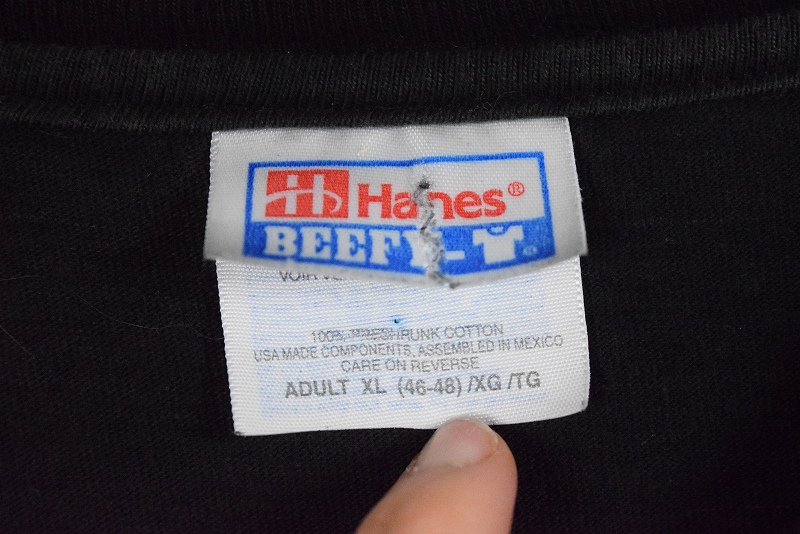 Hanes®
BEEFY-
100% PRESHRUNK COTTON
USA MADE COMPONENTS, ASSEMBLED IN MEXICO
CARE ON REVERSE
ADULT XL (46-48) /XG /TG